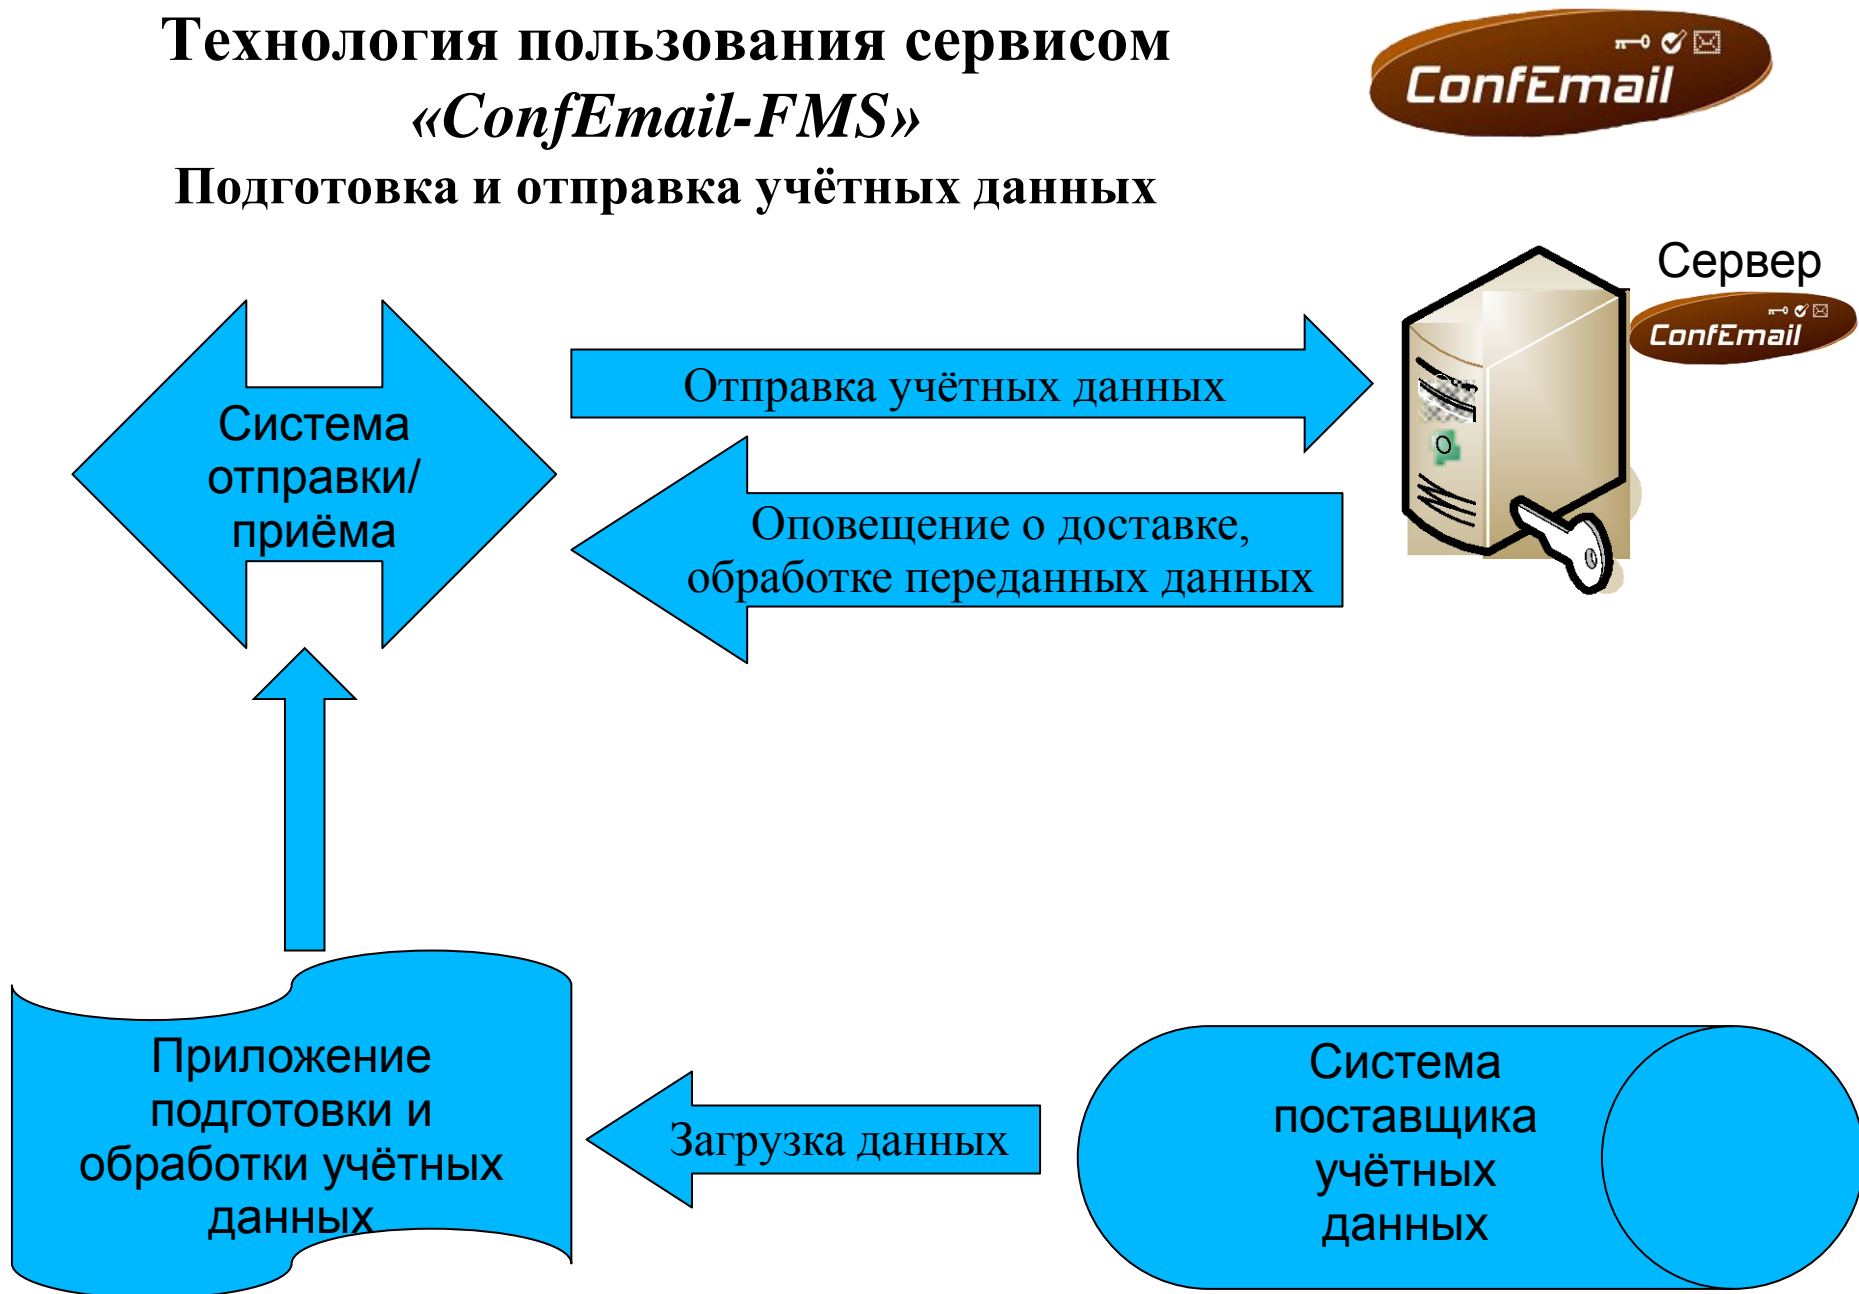 Технология пользования сервисом
«ConfEmail-FMS»
Подготовка и отправка учётных данных
ConfEmail
Сервер
ConfEmail
Система
отправки/
приёма
Отправка учётных данных
Оповещение о доставке,
обработке переданных данных
Приложение
подготовки и
обработки учётных
данных
Загрузка данных
Система
поставщика
учётных
данных